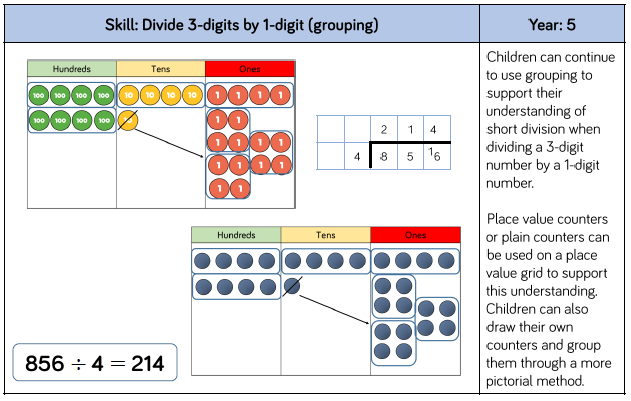 Skill: Divide 3-digits by 1-digit (grouping)
Year: 5
Hundreds Tens Ones
100 100 100 100 10 10 10 10 1 1 1 1
100 100 100 100 1 1
1 1 1 1
1 1 1 1
1 1
2 1 4
4 8 5 16
Hundreds Tens Ones
856 ÷ 4 = 214
Children can continue
to use grouping to
support their
understanding of
short division when
dividing a 3-digit
number by a 1-digit
number.
Place value counters
or plain counters can
be used on a place
value grid to support
this understanding.
Children can also
draw their own
counters and group
them through a more
pictorial method.